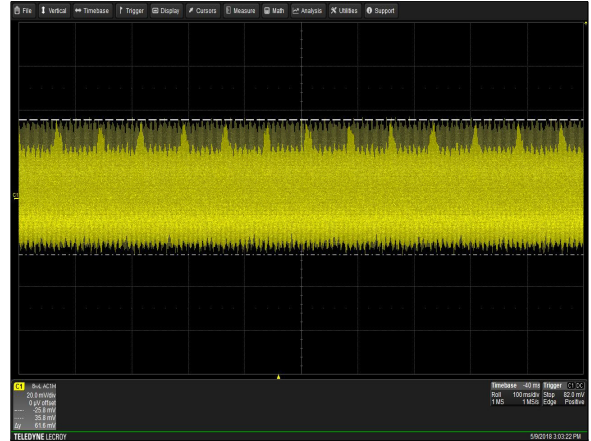 File Vertical Timebase Trigger Display Cursors Measure Math Analysis Utilities Support
C1
C1 BwL AC1M
20.0 mV/div
0 µV offset
---- -25.8 mV
---- 35.8 mV
Δy 61.6 mV
Timebase -40 ms
Roll 100 ms/div
1 MS 1 MS/s
Trigger C1 DC
Stop 82.0 mV
Edge Positive
TELEDYNE LECROY
5/9/2018 3:03:22 PM